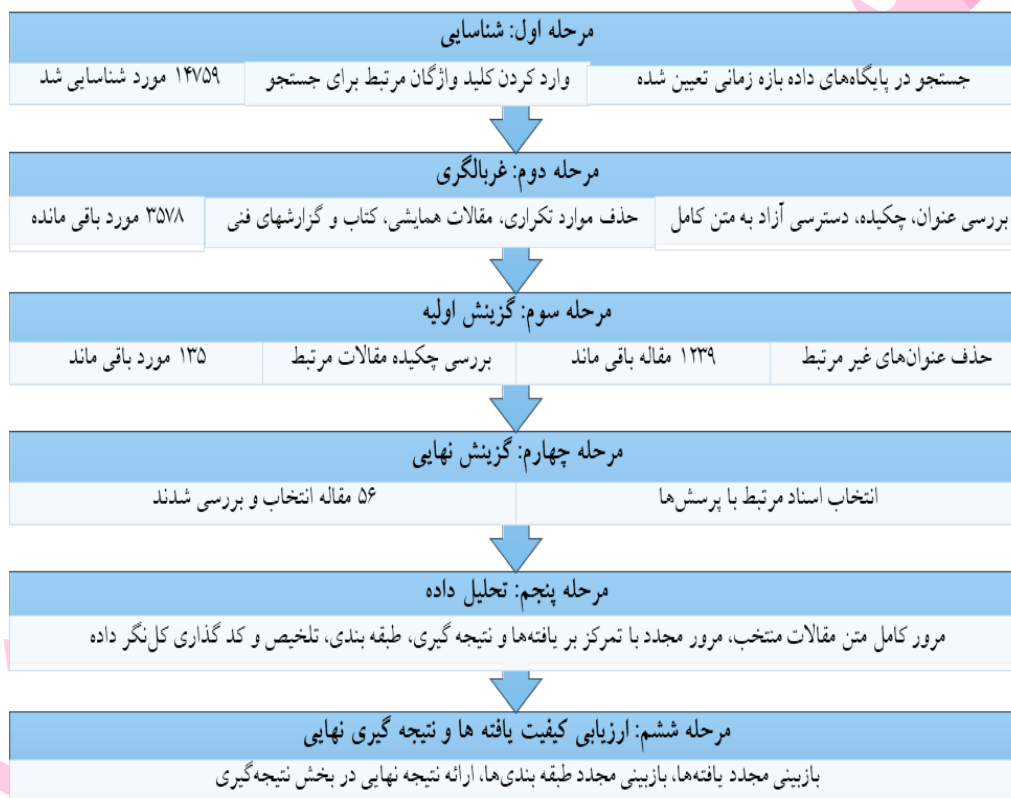 مرحله اول: شناسایی
جستجو در پایگاه‌های داده بازه زمانی تعیین شده
وارد کردن کلید واژگان مرتبط برای جستجو
۱۴۷۵۹ مورد شناسایی شد
مرحله دوم: غربالگری
بررسی عنوان، چکیده، دسترسی آزاد به متن کامل
حذف موارد تکراری، مقالات همایشی، کتاب و گزارشهای فنی
۳۵۷۸ مورد باقی مانده
مرحله سوم: گزینش اولیه
حذف عنوان‌های غیر مرتبط
۱۲۳۹ مقاله باقی ماند
بررسی چکیده مقالات مرتبط
۱۳۵ مورد باقی ماند
مرحله چهارم: گزینش نهایی
انتخاب اسناد مرتبط با پرسش‌ها
۵۶ مقاله انتخاب و بررسی شدند
مرحله پنجم: تحلیل داده
مرور کامل متن مقالات منتخب، مرور مجدد با تمرکز بر یافته‌ها و نتیجه گیری، طبقه بندی، تلخیص و کد گذاری کل‌نگر داده
مرحله ششم: ارزیابی کیفیت یافته ها و نتیجه گیری نهایی
بازبینی مجدد یافته‌ها، بازبینی مجدد طبقه بندی‌ها، ارائه نتیجه نهایی در بخش نتیجه‌گیری